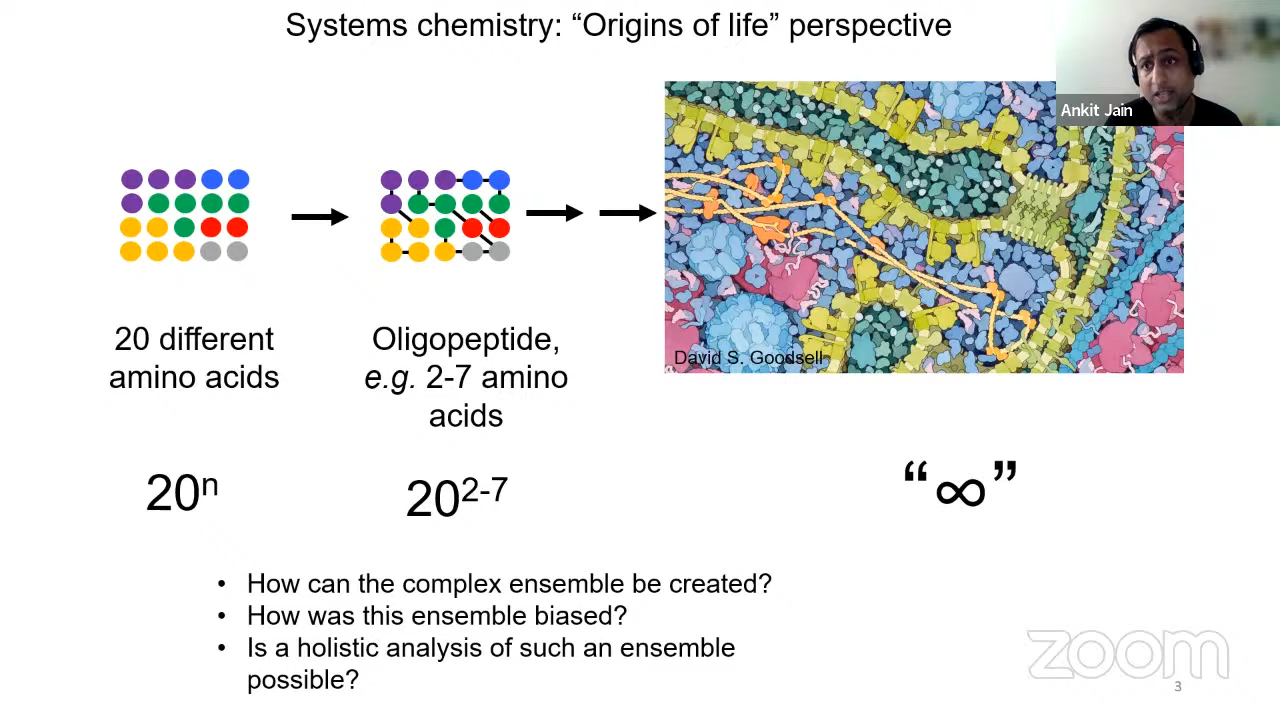 Systems chemistry: “Origins of life” perspective
Ankit Jain
David S. Goodsell
20 different
amino acids
Oligopeptide,
e.g. 2-7 amino
acids
20ⁿ
20²⁻⁷
“∞”
• How can the complex ensemble be created?
• How was this ensemble biased?
• Is a holistic analysis of such an ensemble
possible?
zoom
3